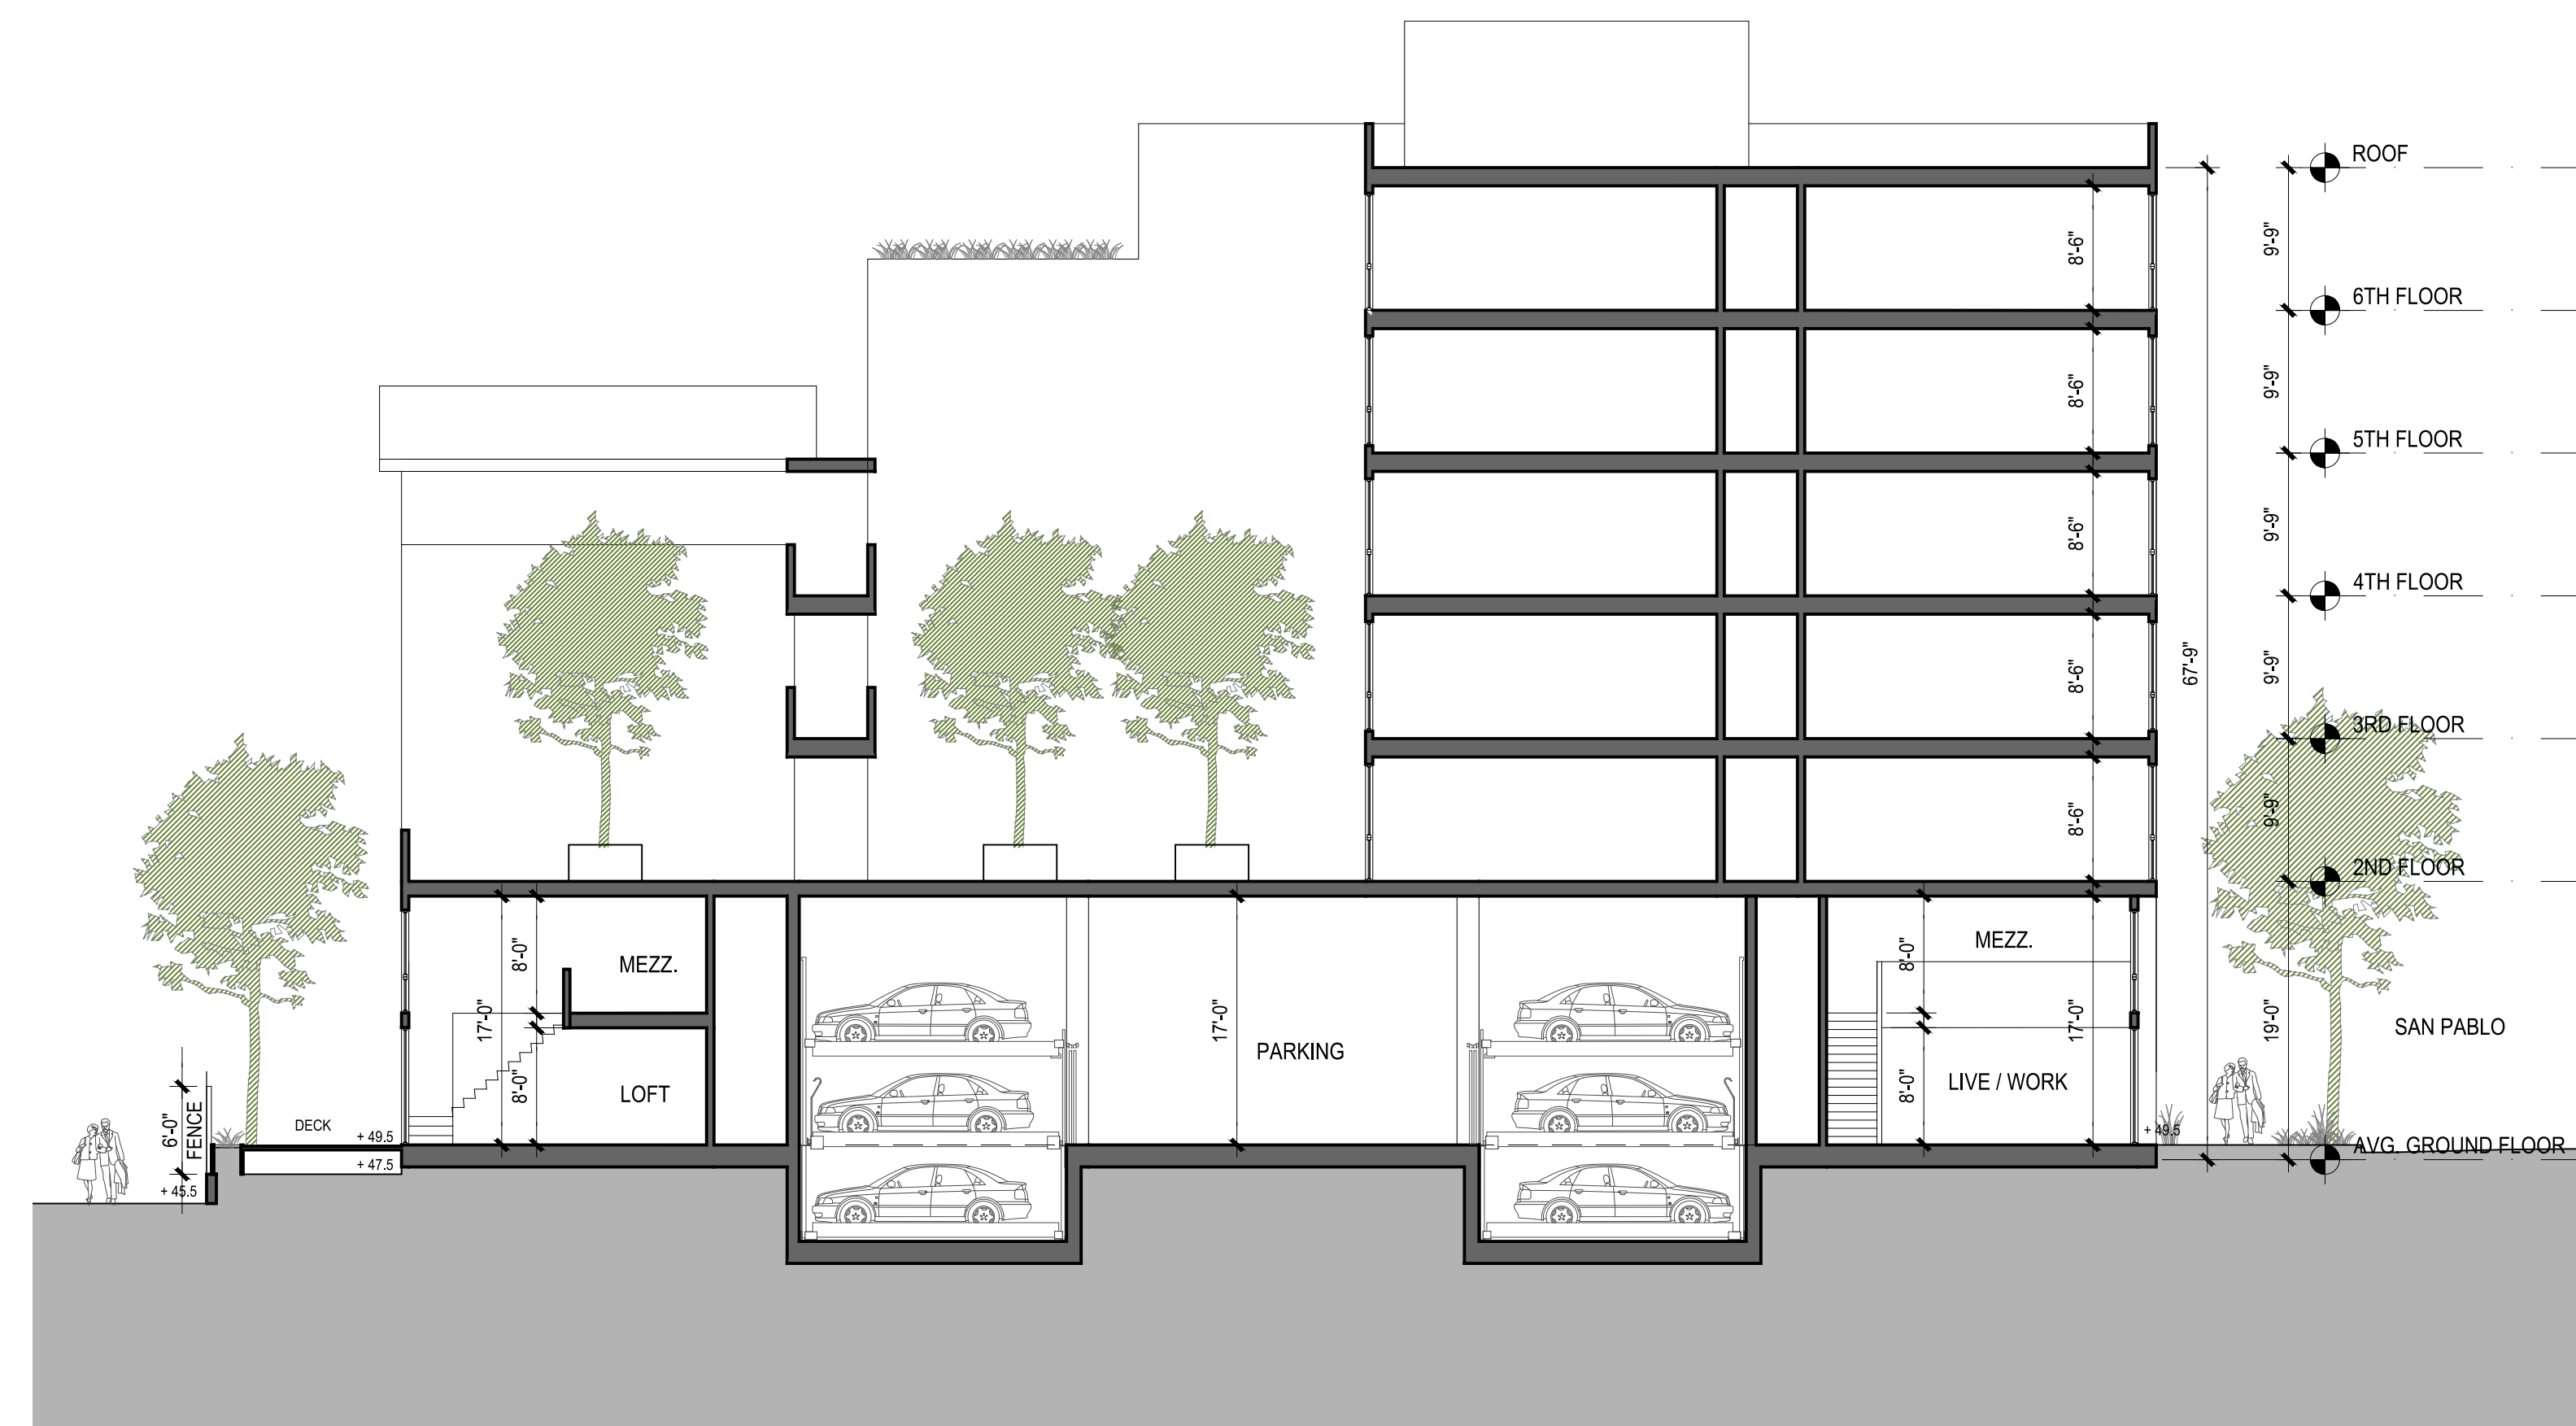 ROOF
9'-9"
8'-6"
6TH FLOOR
9'-9"
8'-6"
5TH FLOOR
9'-9"
8'-6"
4TH FLOOR
67'-9"
9'-9"
8'-6"
3RD FLOOR
9'-9"
8'-6"
2ND FLOOR
8'-0"
MEZZ.
17'-0"
8'-0"
LOFT
17'-0"
PARKING
8'-0"
MEZZ.
17'-0"
8'-0"
LIVE / WORK
19'-0"
SAN PABLO
6'-0"
FENCE
DECK
+ 49.5
+ 47.5
+ 45.5
+ 49.5
AVG. GROUND FLOOR